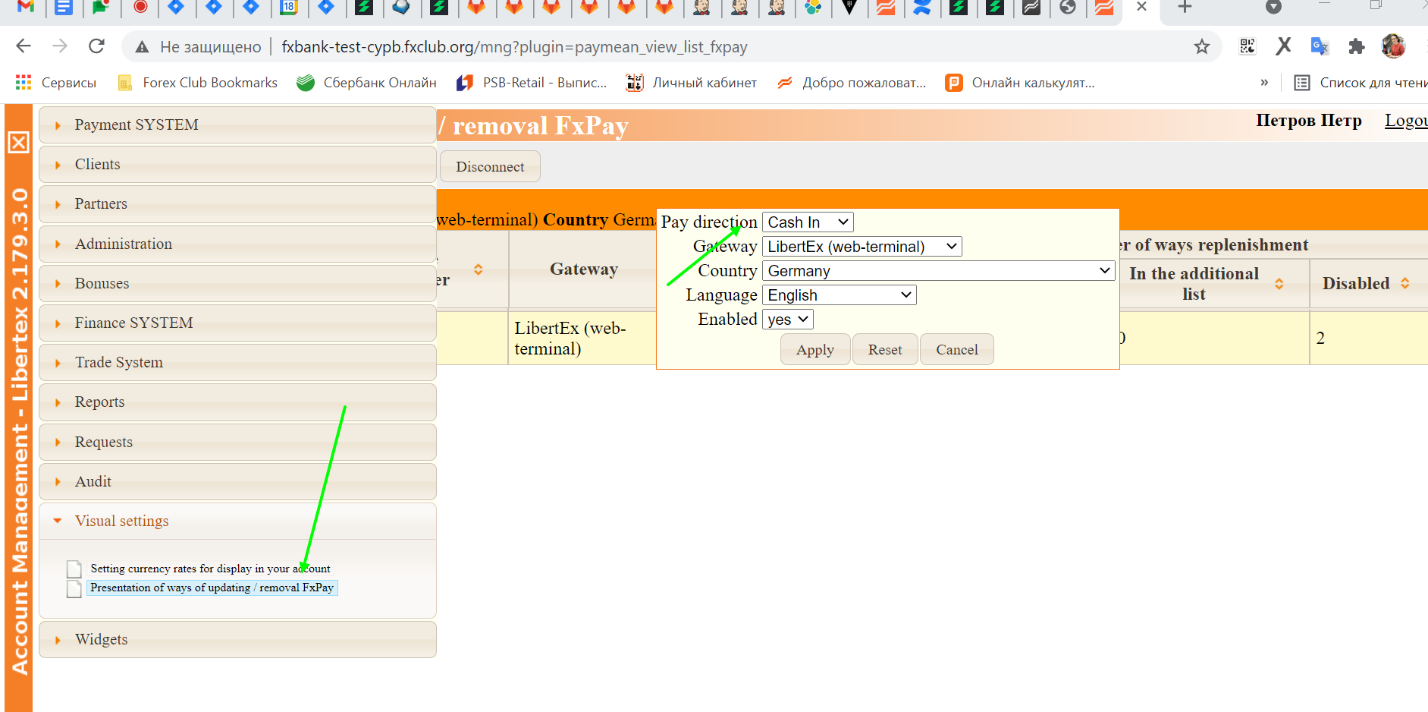 18
Не защищено | fxbank-test-cypb.fxclub.org/mng?plugin=paymean_view_list_fxpay
Сервисы Forex Club Bookmarks Сбербанк Онлайн PSB-Retail - Выпис... Личный кабинет Добро пожаловат... Онлайн калькулят... » Список для чтени
Account Management - Libertex 2.179.3.0
Payment SYSTEM
Clients
Partners
Administration
Bonuses
Finance SYSTEM
Trade System
Reports
Requests
Audit
Visual settings
Setting currency rates for display in your account
Presentation of ways of updating / removal FxPay
Widgets
/ removal FxPay
Петров Петр Logou
Disconnect
web-terminal) Country Germa
er
Gateway
er of ways replenishment
In the additional
list
Disabled
LibertEx (web-
terminal)
0
2
Pay direction Cash In
Gateway LibertEx (web-terminal)
Country Germany
Language English
Enabled yes
Apply Reset Cancel